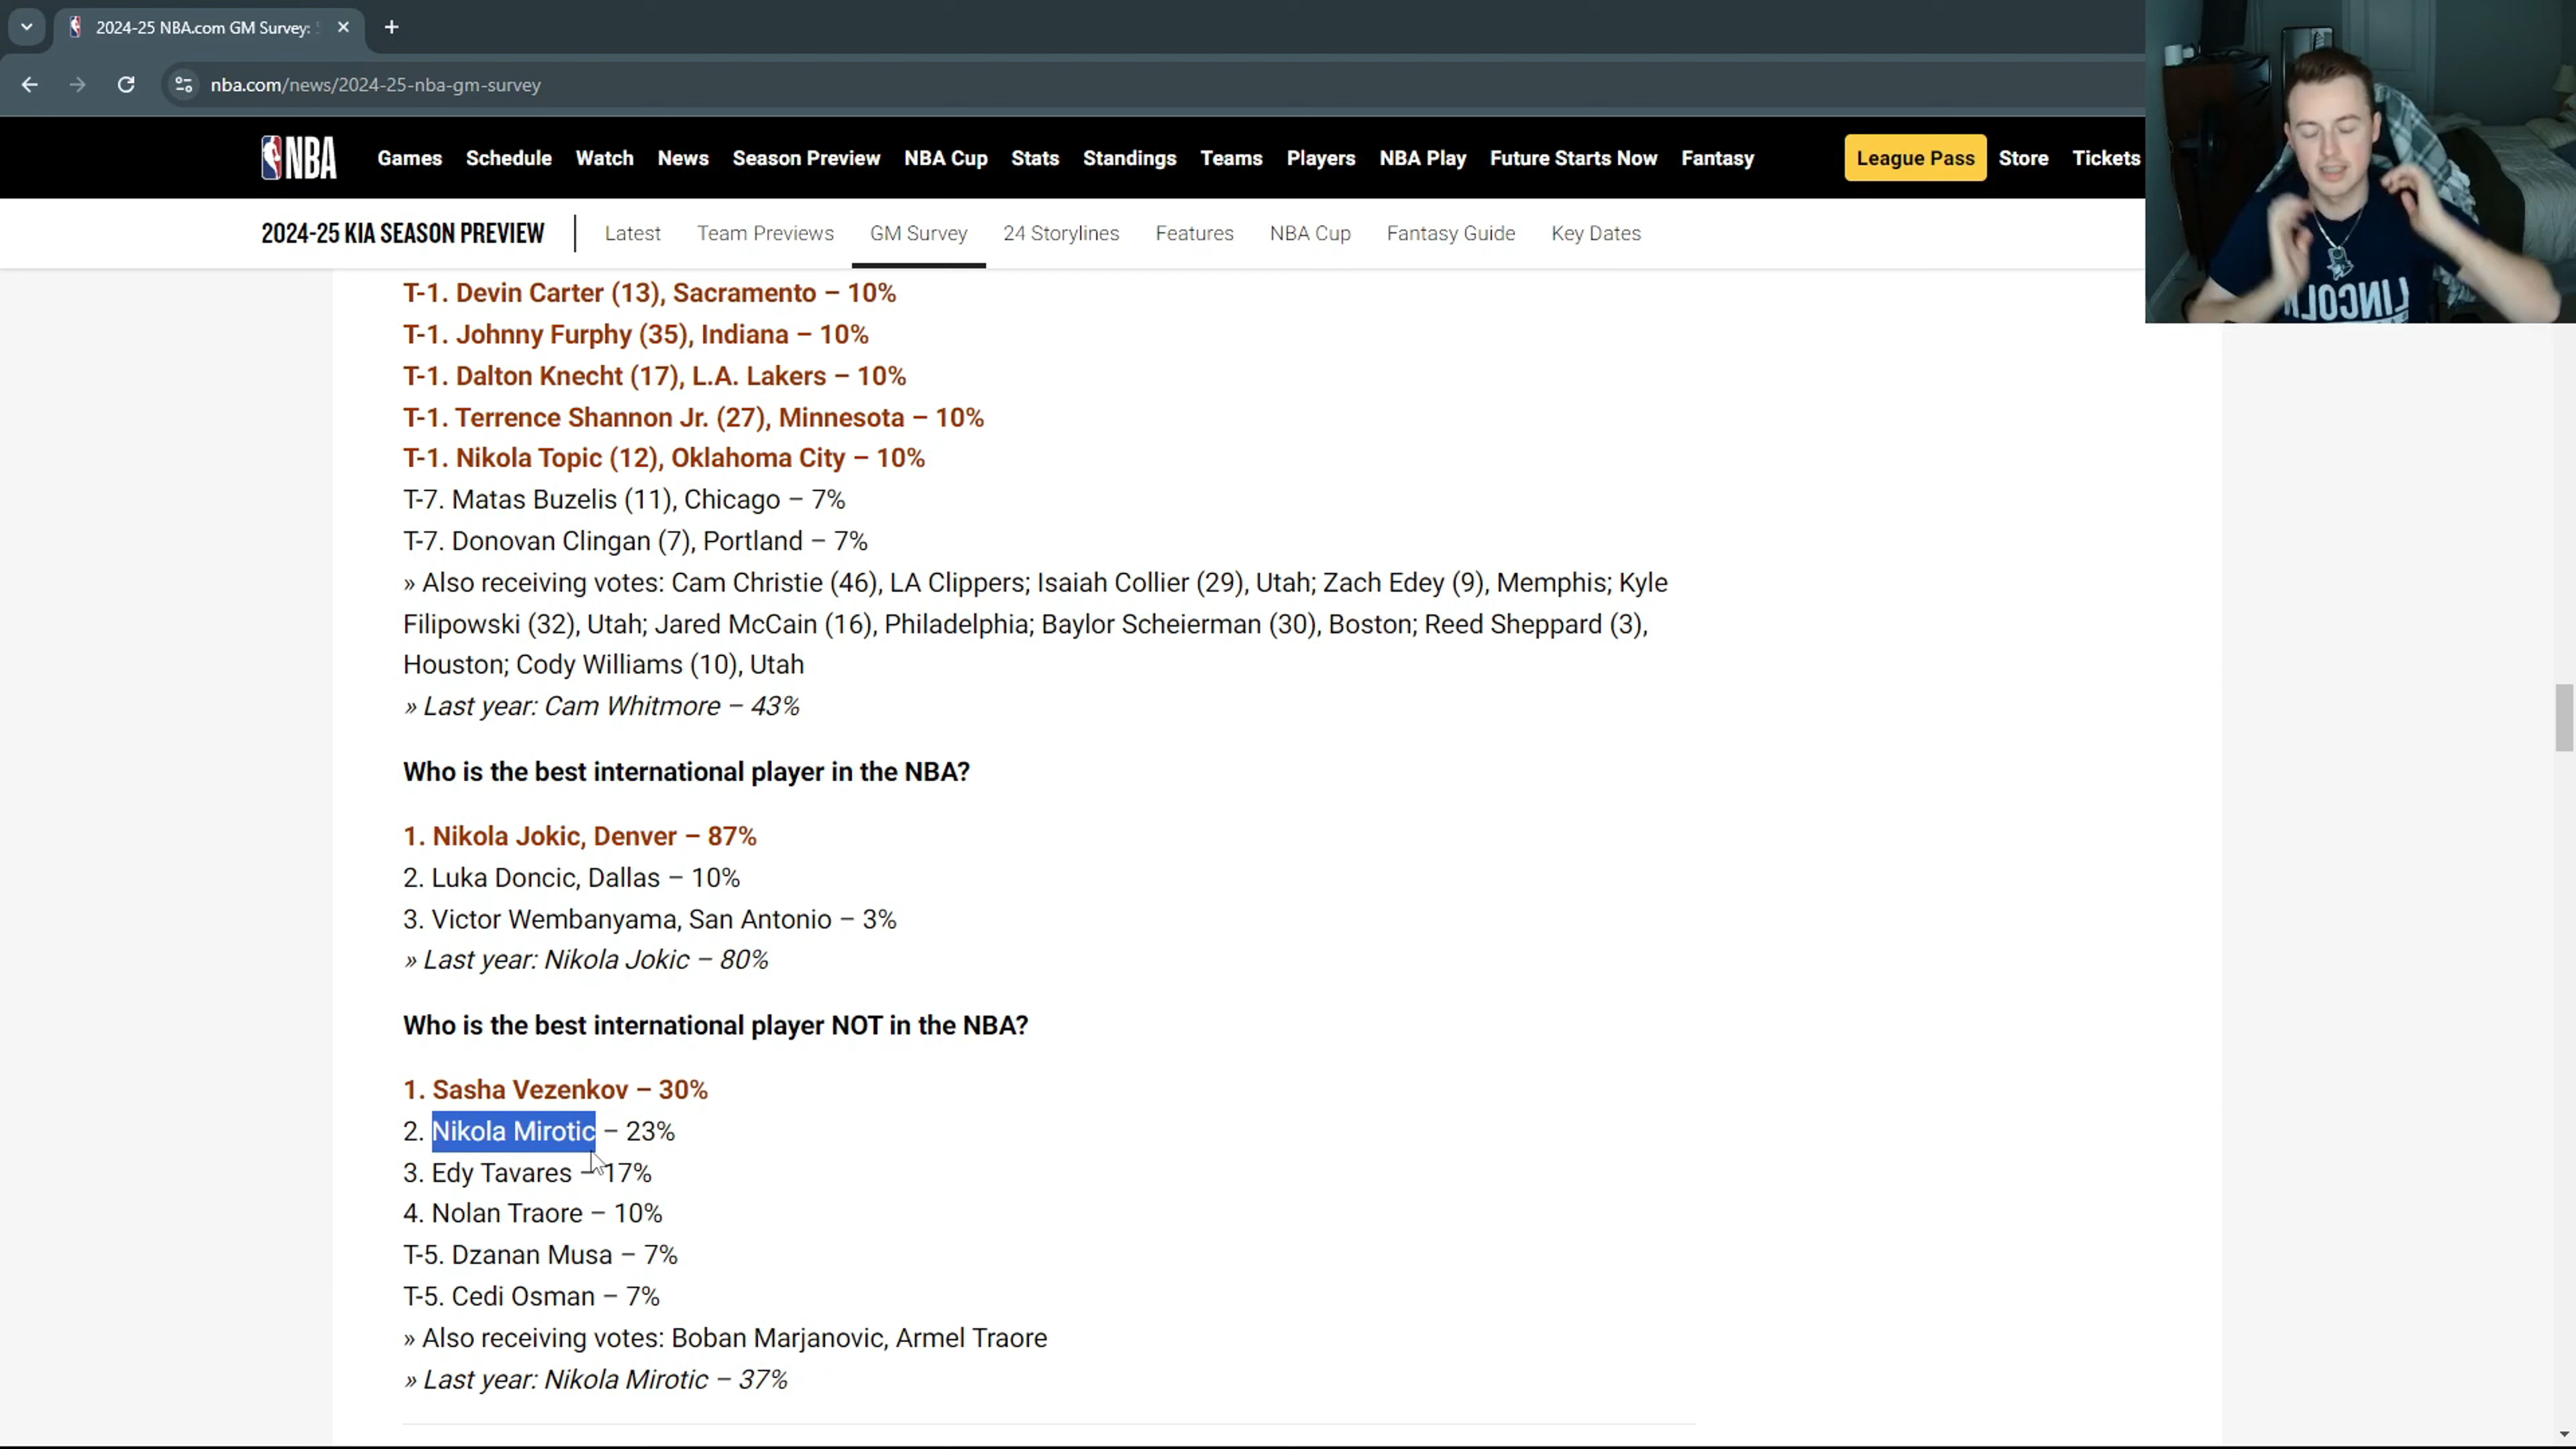 2024-25 NBA.com GM Survey:
nba.com/news/2024-25-nba-gm-survey
NBA Games Schedule Watch News Season Preview NBA Cup Stats Standings Teams Players NBA Play Future Starts Now Fantasy League Pass Store Tickets
2024-25 KIA SEASON PREVIEW Latest Team Previews GM Survey 24 Storylines Features NBA Cup Fantasy Guide Key Dates
LINCOLN
T-1. Devin Carter (13), Sacramento – 10%
T-1. Johnny Furphy (35), Indiana – 10%
T-1. Dalton Knecht (17), L.A. Lakers – 10%
T-1. Terrence Shannon Jr. (27), Minnesota – 10%
T-1. Nikola Topic (12), Oklahoma City – 10%
T-7. Matas Buzelis (11), Chicago – 7%
T-7. Donovan Clingan (7), Portland – 7%
» Also receiving votes: Cam Christie (46), LA Clippers; Isaiah Collier (29), Utah; Zach Edey (9), Memphis; Kyle
Filipowski (32), Utah; Jared McCain (16), Philadelphia; Baylor Scheierman (30), Boston; Reed Sheppard (3),
Houston; Cody Williams (10), Utah
» Last year: Cam Whitmore – 43%
Who is the best international player in the NBA?
1. Nikola Jokic, Denver – 87%
2. Luka Doncic, Dallas – 10%
3. Victor Wembanyama, San Antonio – 3%
» Last year: Nikola Jokic – 80%
Who is the best international player NOT in the NBA?
1. Sasha Vezenkov – 30%
2. Nikola Mirotic – 23%
3. Edy Tavares – 17%
4. Nolan Traore – 10%
T-5. Dzanan Musa – 7%
T-5. Cedi Osman – 7%
» Also receiving votes: Boban Marjanovic, Armel Traore
» Last year: Nikola Mirotic – 37%